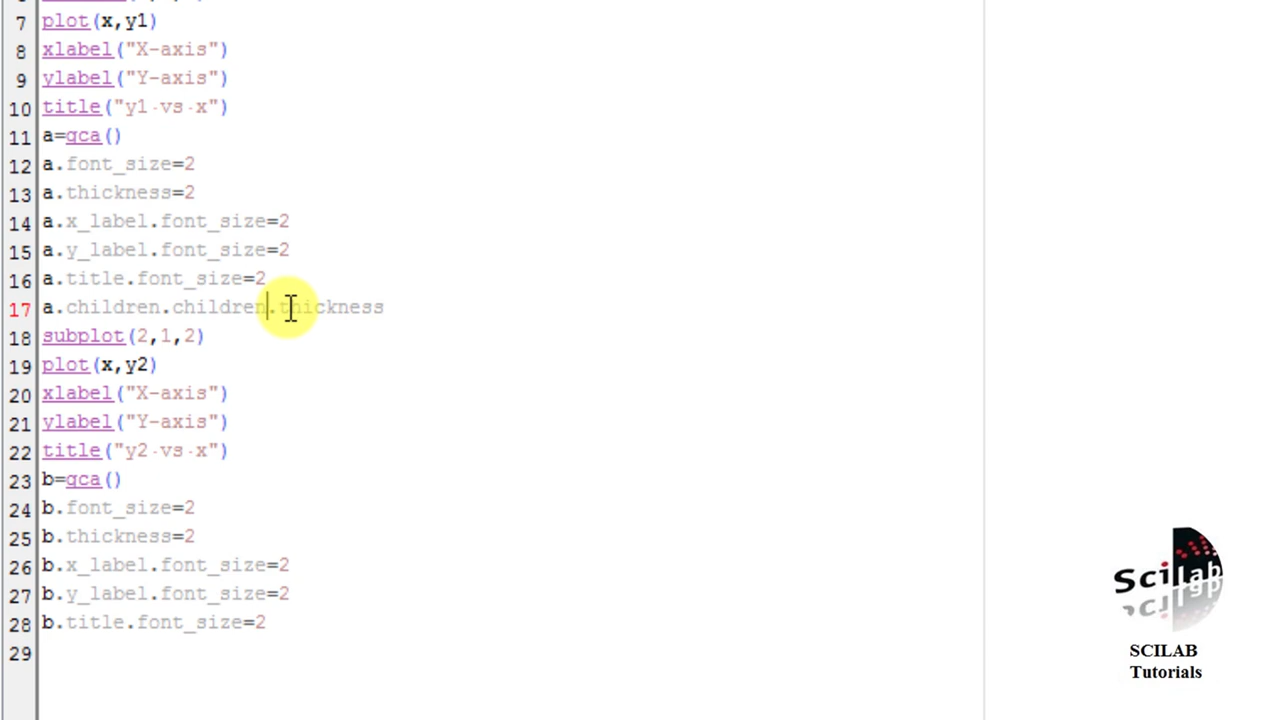 7 plot(x,y1)
8 xlabel("X-axis")
9 ylabel("Y-axis")
10 title("y1·vs·x")
11 a=gca()
12 a.font_size=2
13 a.thickness=2
14 a.x_label.font_size=2
15 a.y_label.font_size=2
16 a.title.font_size=2
17 a.children.children.thickness
18 subplot(2,1,2)
19 plot(x,y2)
20 xlabel("X-axis")
21 ylabel("Y-axis")
22 title("y2·vs·x")
23 b=gca()
24 b.font_size=2
25 b.thickness=2
26 b.x_label.font_size=2
27 b.y_label.font_size=2
28 b.title.font_size=2
29
Scilab
SCILAB
Tutorials